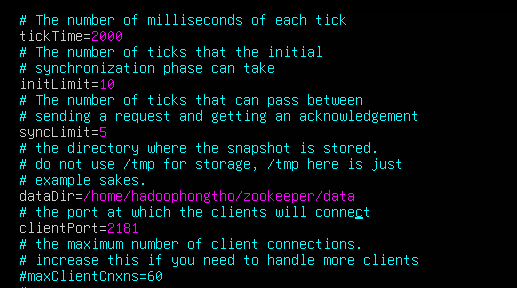 # The number of milliseconds of each tick
tickTime=2000
# The number of ticks that the initial
# synchronization phase can take
initLimit=10
# The number of ticks that can pass between
# sending a request and getting an acknowledgement
syncLimit=5
# the directory where the snapshot is stored.
# do not use /tmp for storage, /tmp here is just
# example sakes.
dataDir=/home/hadoophongtho/zookeeper/data
# the port at which the clients will connect
clientPort=2181
# the maximum number of client connections.
# increase this if you need to handle more clients
#maxClientCnxns=60
#